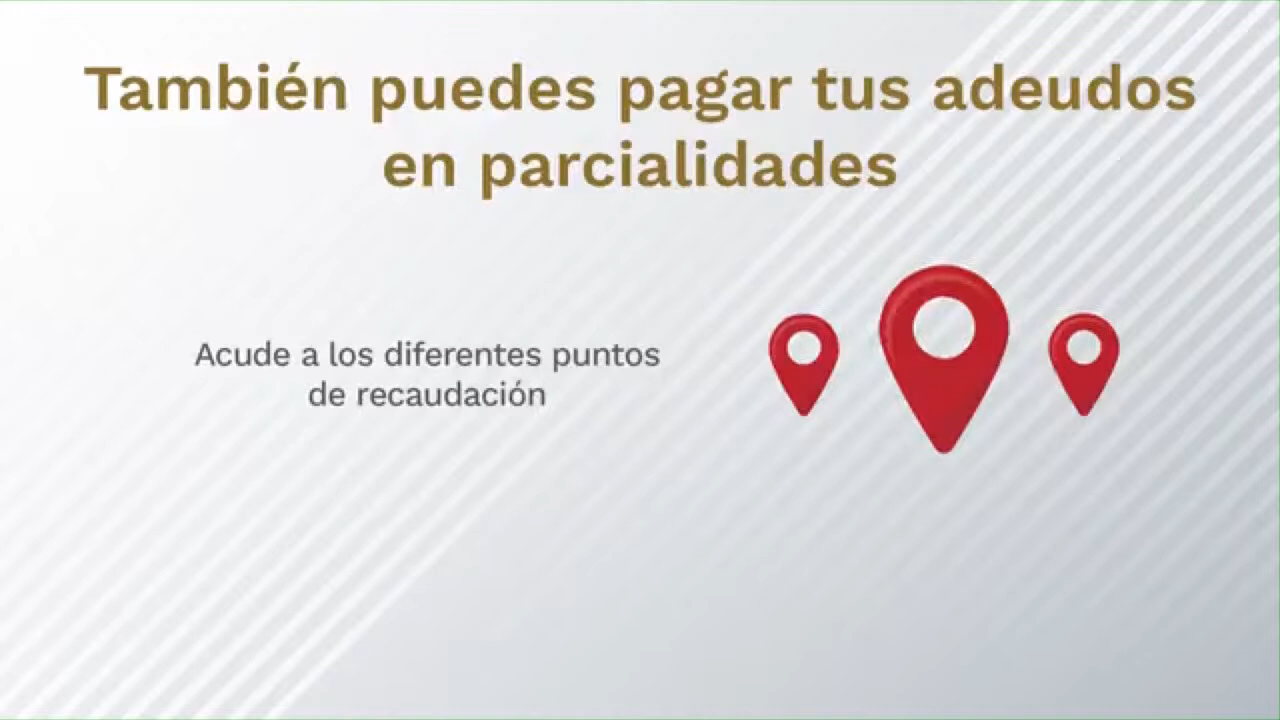 También puedes pagar tus adeudos
en parcialidades
Acude a los diferentes puntos
de recaudación